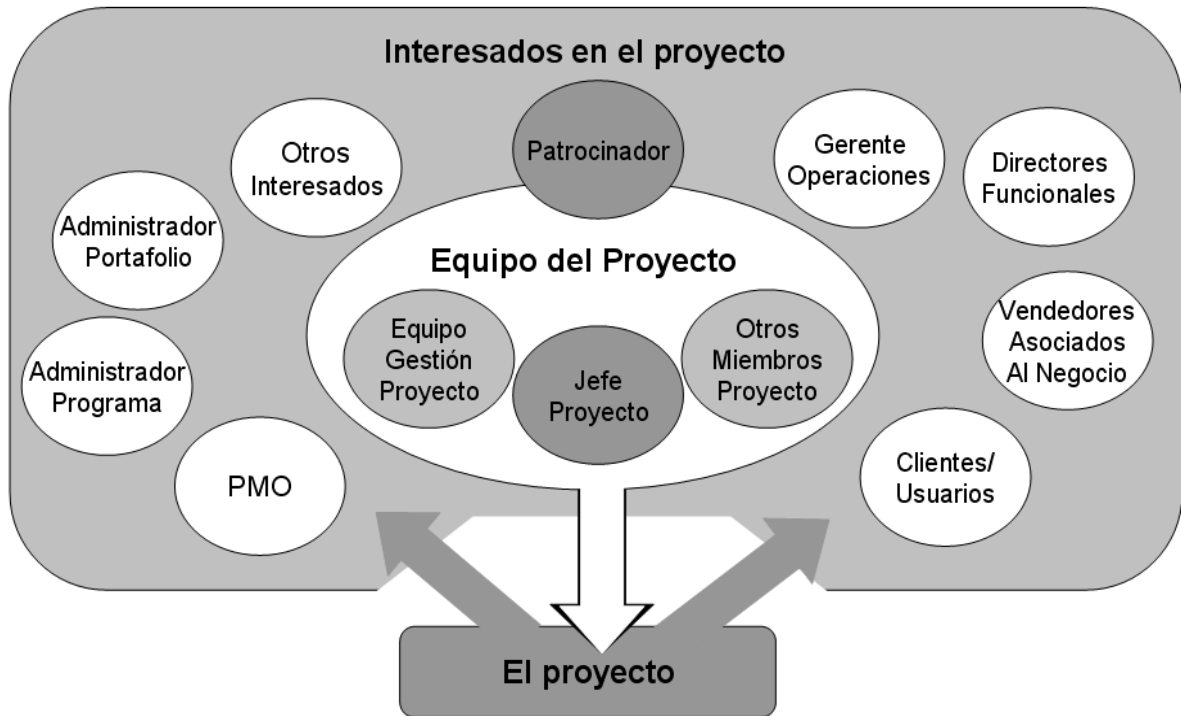 Interesados en el proyecto
Otros
Interesados
Patrocinador
Gerente
Operaciones
Directores
Funcionales
Administrador
Portafolio
Equipo del Proyecto
Administrador
Programa
Equipo
Gestión
Proyecto
Jefe
Proyecto
Otros
Miembros
Proyecto
Vendedores
Asociados
Al Negocio
PMO
Clientes/
Usuarios
El proyecto